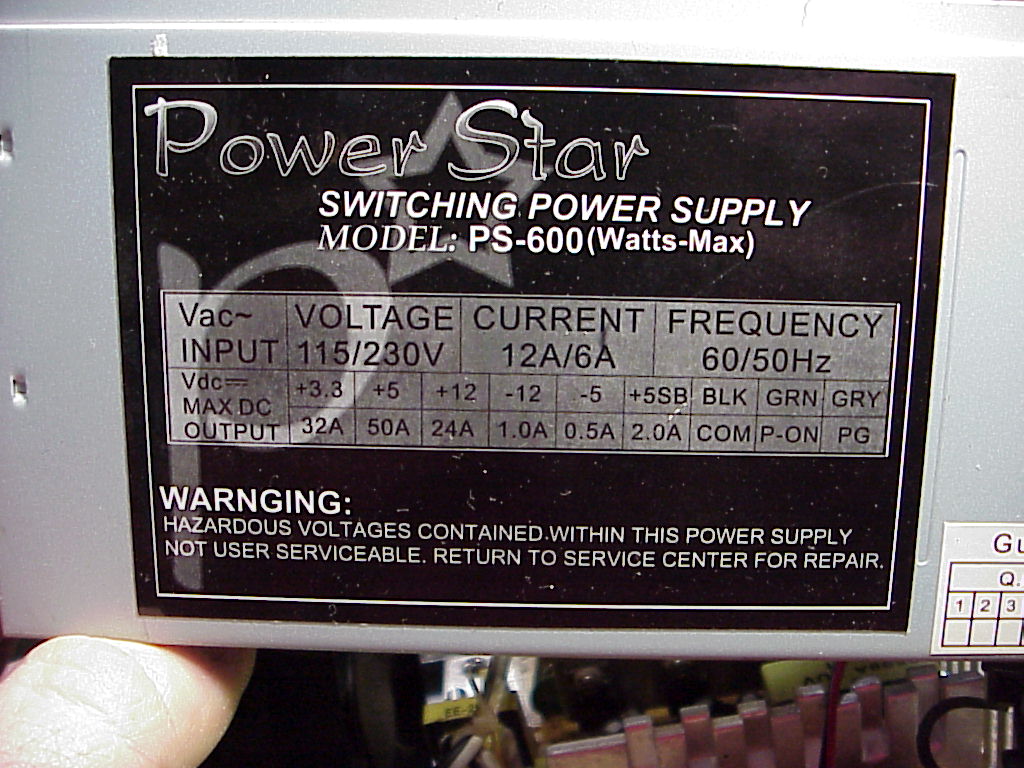 Power Star
SWITCHING POWER SUPPLY
MODEL: PS-600(Watts-Max)
Vac~ VOLTAGE CURRENT FREQUENCY
INPUT 115/230V 12A/6A 60/50Hz
Vdc⎓ +3.3 +5 +12 -12 -5 +5SB BLK GRN GRY
MAX DC
OUTPUT 32A 50A 24A 1.0A 0.5A 2.0A COM P-ON PG
WARNGING:
HAZARDOUS VOLTAGES CONTAINED.WITHIN THIS POWER SUPPLY
NOT USER SERVICEABLE. RETURN TO SERVICE CENTER FOR REPAIR.
Q.
1 2 3